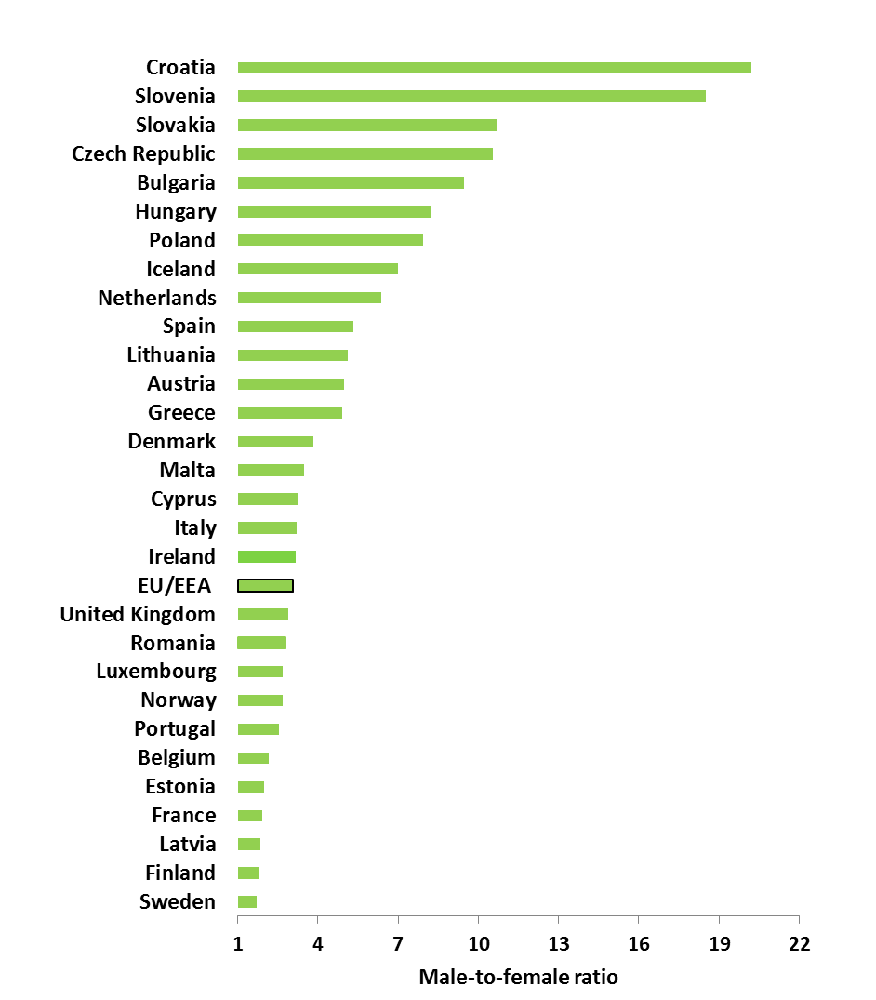 Croatia
Slovenia
Slovakia
Czech Republic
Bulgaria
Hungary
Poland
Iceland
Netherlands
Spain
Lithuania
Austria
Greece
Denmark
Malta
Cyprus
Italy
Ireland
EU/EEA
United Kingdom
Romania
Luxembourg
Norway
Portugal
Belgium
Estonia
France
Latvia
Finland
Sweden
1 4 7 10 13 16 19 22
Male-to-female ratio